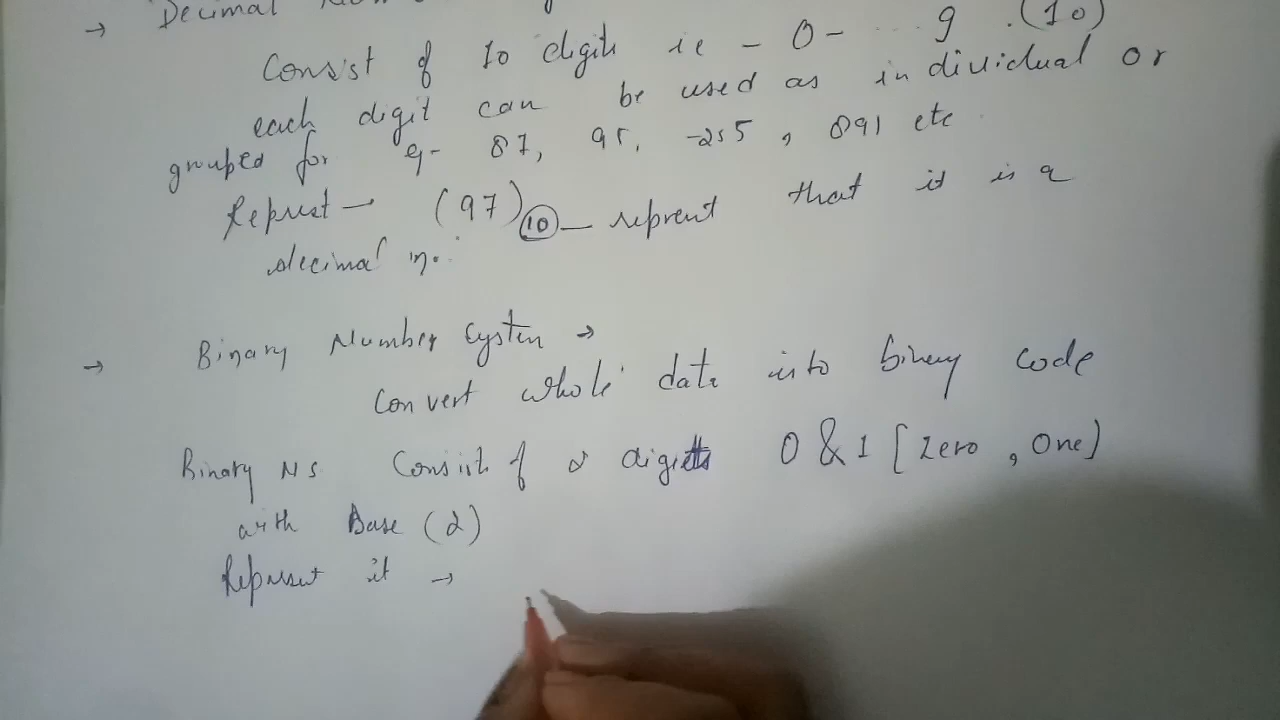 → Decimal
Consist of 10 digits ie - 0 - ... 9 .(10)
each digit can be used as individual or
grouped for eg- 87, 95, -255, 891 etc
Represt → (97)10 — reprent that it is a
decimal no.
→ Binary Number System →
Convert whole data into binary code
Binary NS Consist of 2 digits 0 & 1 [Zero, One)
with Base (2)
Represent it →